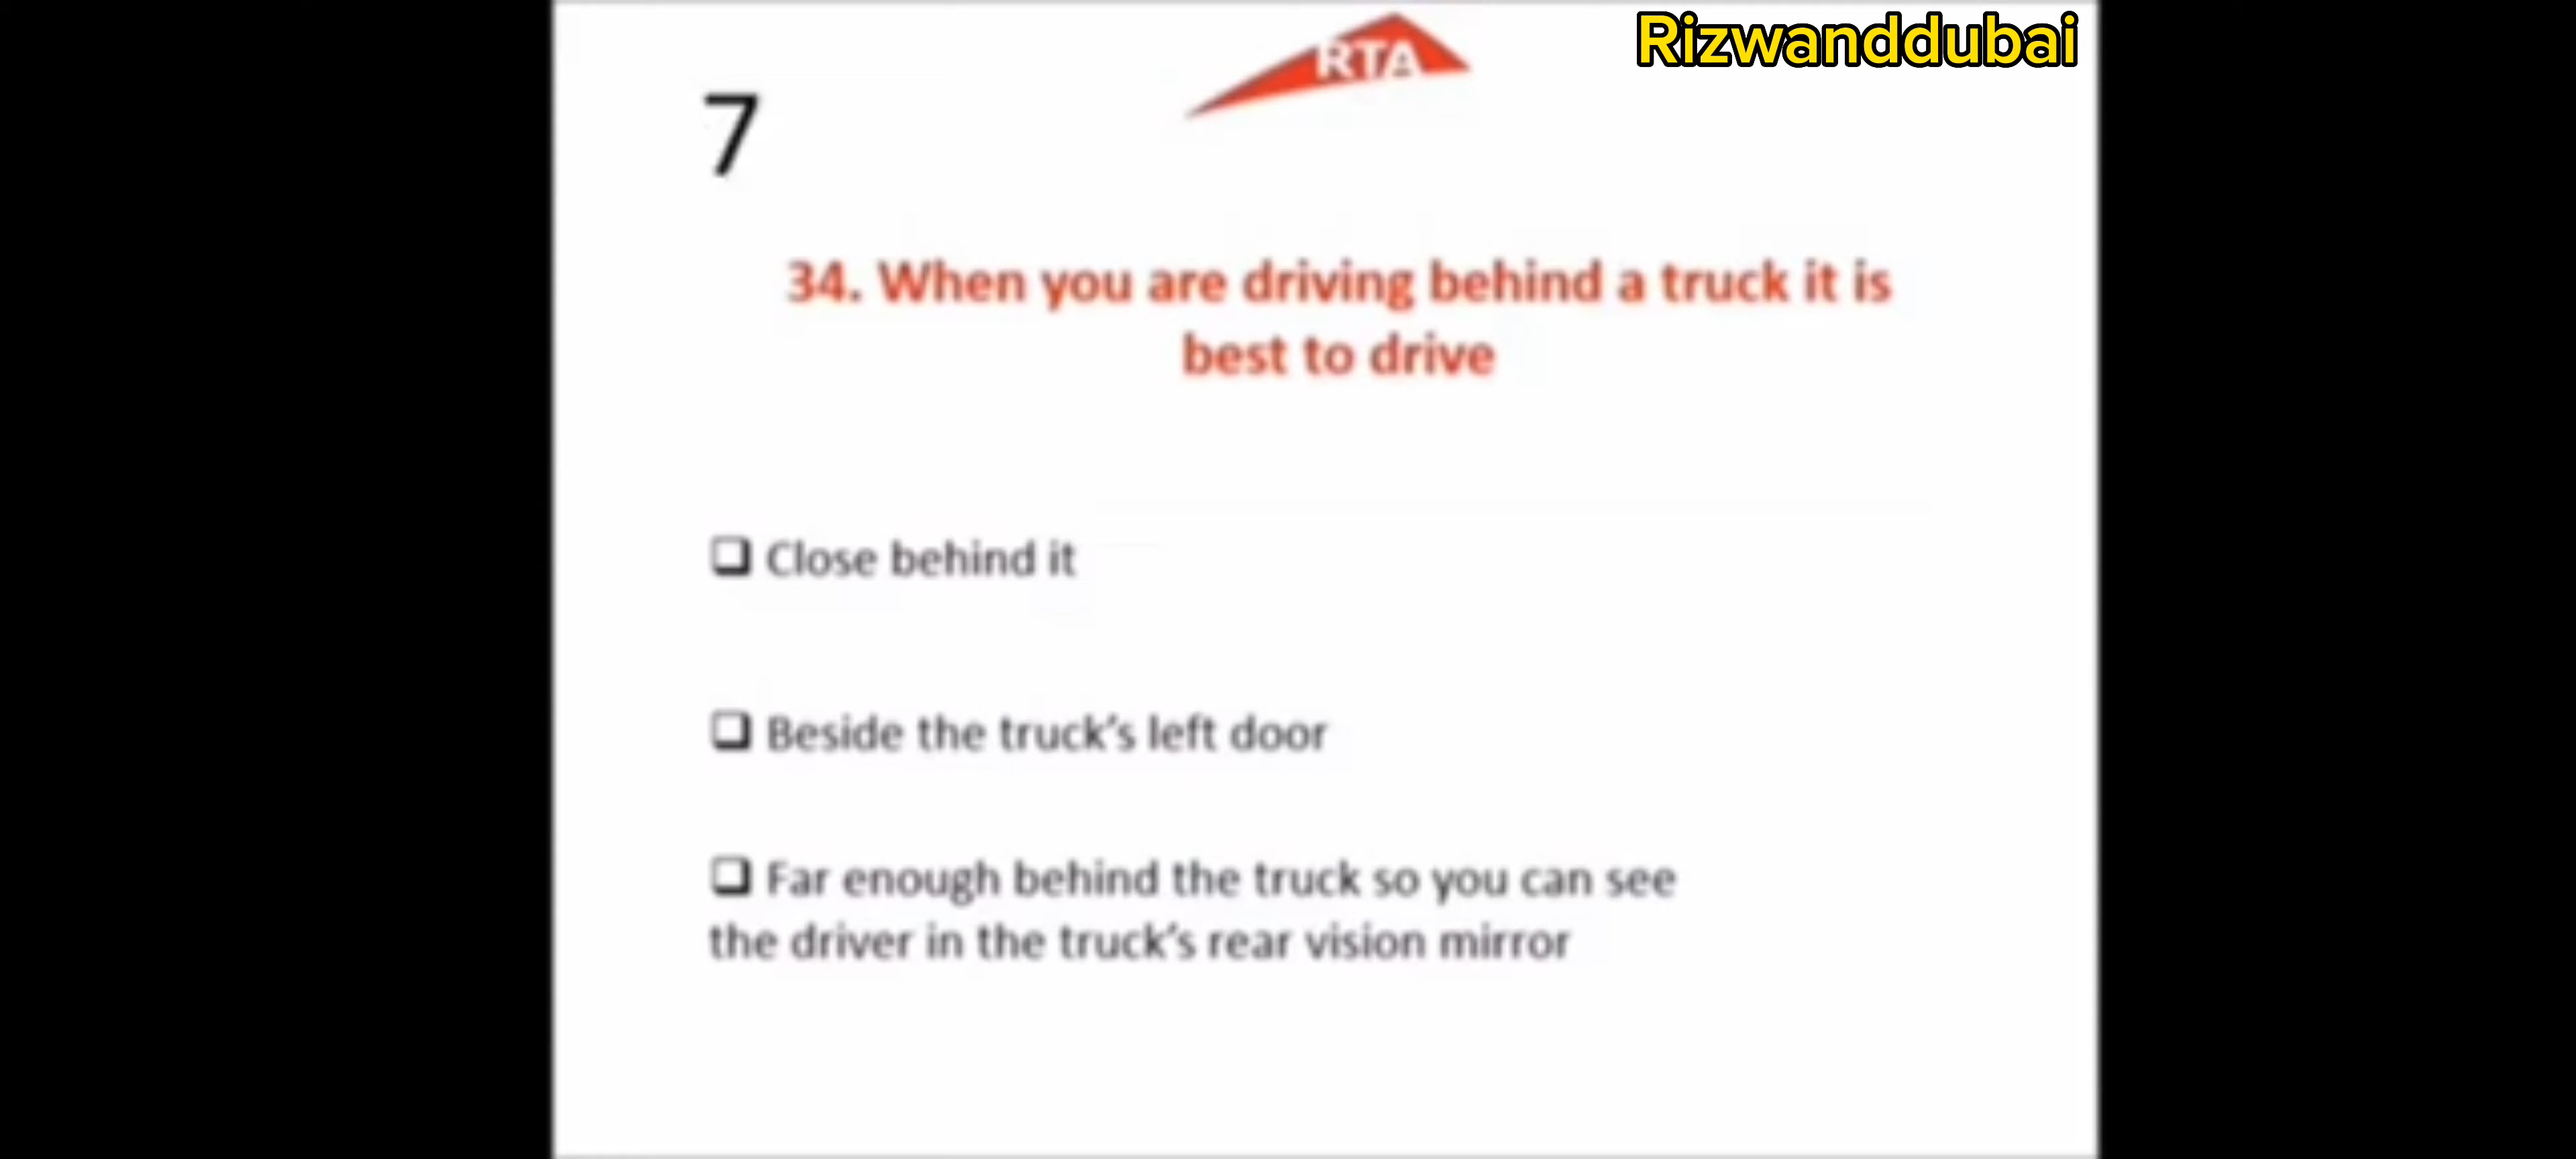 RTA
Rizwanddubai
7
34. When you are driving behind a truck it is
best to drive
Close behind it
Beside the truck's left door
Far enough behind the truck so you can see
the driver in the truck's rear vision mirror